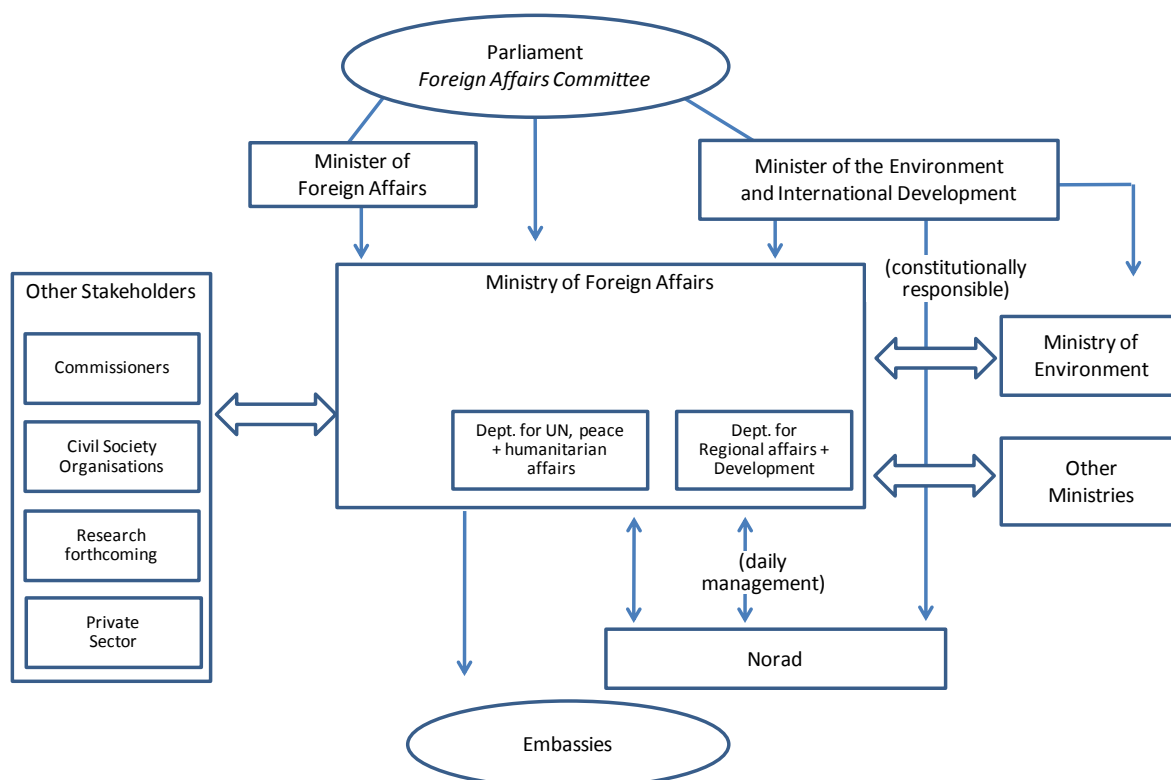 Parliament
Foreign Affairs Committee
Minister of
Foreign Affairs
Minister of the Environment
and International Development
(constitutionally
responsible)
Other Stakeholders
Commissioners
Civil Society
Organisations
Research
forthcoming
Private
Sector
Ministry of Foreign Affairs
Dept. for UN, peace
+ humanitarian
affairs
Dept. for
Regional affairs +
Development
Ministry of
Environment
Other
Ministries
(daily
management)
Norad
Embassies